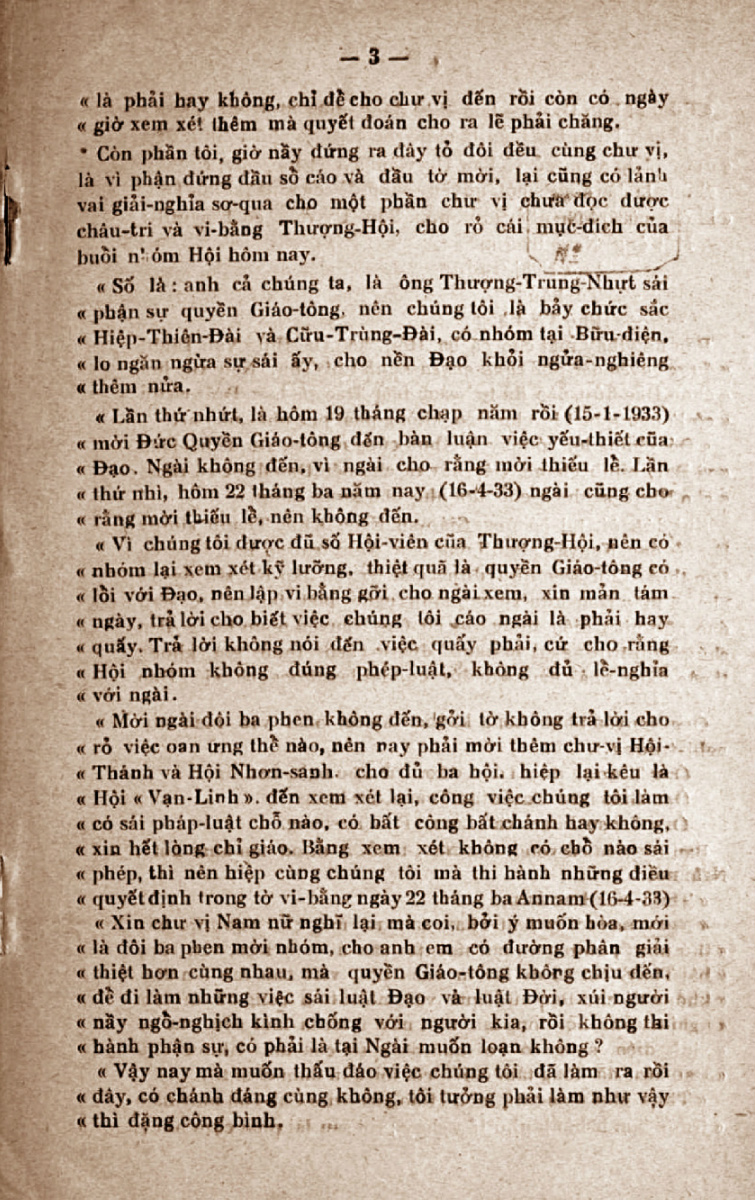 — 3 —
« là phải hay không, chỉ để cho chư vị đến rồi còn có ngày
« giờ xem xét thêm mà quyết đoán cho ra lẽ phải chăng.
" Còn phần tôi, giờ nầy đứng ra đây tỏ đôi đều cùng chư vị,
là vì phận đứng đầu sổ cáo và đầu tờ mời, lại cũng có lảnh
vai giải-nghỉa sơ-qua cho một phần chư vị chưa đọc được
châu-tri và vi-bằng Thượng-Hội, cho rỏ cái mục-đích của
buổi nhóm Hội hôm nay.
« Số là : anh cả chúng ta, là ông Thượng-Trung-Nhựt sái
« phận sự quyền Giáo-tông, nên chúng tôi là bảy chức sắc
« Hiệp-Thiên-Đài và Cữu-Trùng-Đài, có nhóm tại Bữu-điện,
« lo ngăn ngừa sự sái ấy, cho nền Đạo khỏi ngửa-nghiêng
« thêm nửa.
« Lần thứ nhứt, là hôm 19 tháng chạp năm rồi (15-1-1933)
« mời Đức Quyền Giáo-tông đến bàn luận việc yếu-thiết cũa
« Đạo. Ngài không đến, vì ngài cho rằng mời thiếu lễ. Lần
« thứ nhì, hôm 22 tháng ba năm nay (16-4-33) ngài cũng cho
« rằng mời thiếu lễ, nên không đến.
« Vì chúng tôi được đũ số Hội-viên cũa Thượng-Hội, nên có
« nhóm lại xem xét kỹ lưỡng, thiệt quã là quyền Giáo-tông có
« lỗi với Đạo, nên lập vi bằng gởi cho ngài xem, xin mản tám
« ngày, trả lời cho biết việc chúng tôi cáo ngài là phải hay
« quấy. Trả lời không nói đến việc quấy phải, cứ cho rằng
« Hội nhóm không đúng phép-luật, không đủ lễ-nghỉa
« với ngài.
« Mời ngài đôi ba phen không đến, gởi tờ không trả lời cho
« rỏ việc oan ưng thể nào, nên nay phải mời thêm chư-vị Hội-
« Thánh và Hội Nhơn-sanh. cho đủ ba hội. hiệp lại kêu là
« Hội « Vạn-Linh ». đến xem xét lại, công việc chúng tôi làm
« có sái pháp-luật chỗ nào, có bất công bất chánh hay không,
« xin hết lòng chỉ giáo. Bằng xem xét không có chỗ nào sái
« phép, thì nên hiệp cùng chúng tôi mà thi hành những điều
« quyết định trong tờ vi-bằng ngày 22 tháng ba Annam (16-4-33)
« Xin chư vị Nam nữ nghĩ lại mà coi, bởi ý muốn hòa, mới
« là đôi ba phen mời nhóm, cho anh em có đường phân giải
« thiệt hơn cùng nhau, mà quyền Giáo-tông không chịu đến,
« để đi làm những việc sái luật Đạo và luật Đời, xúi người
« nầy ngổ-nghịch kình chống với người kia, rồi không thi
« hành phận sự, có phải là tại Ngài muốn loạn không ?
« Vậy nay mà muốn thấu đáo việc chúng tôi đã làm ra rồi
« đây, có chánh đáng cùng không, tôi tưởng phải làm như vậy
« thì đặng công bình.